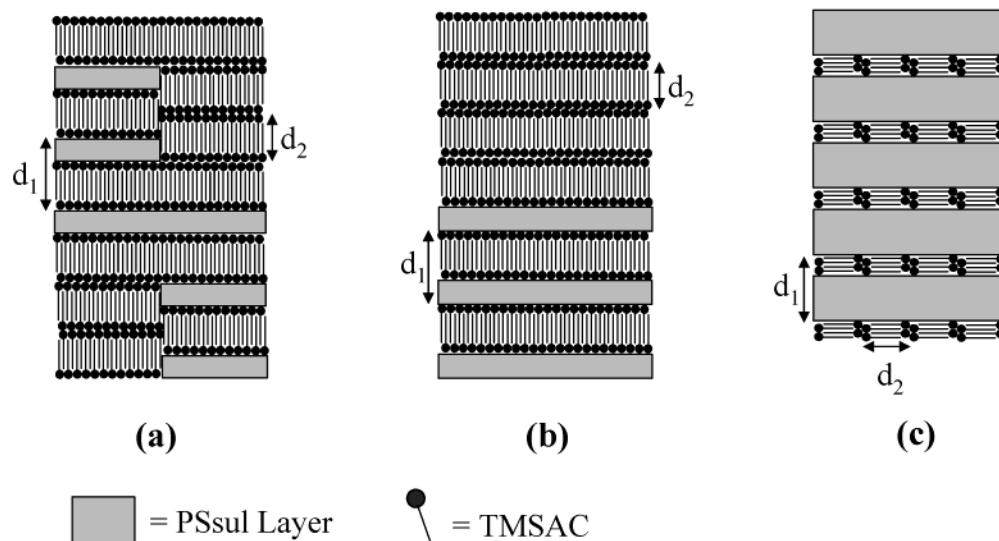 d₁
d₂
d₂
d₁
d₁
d₂
(a)
(b)
(c)
= PSsul Layer
= TMSAC